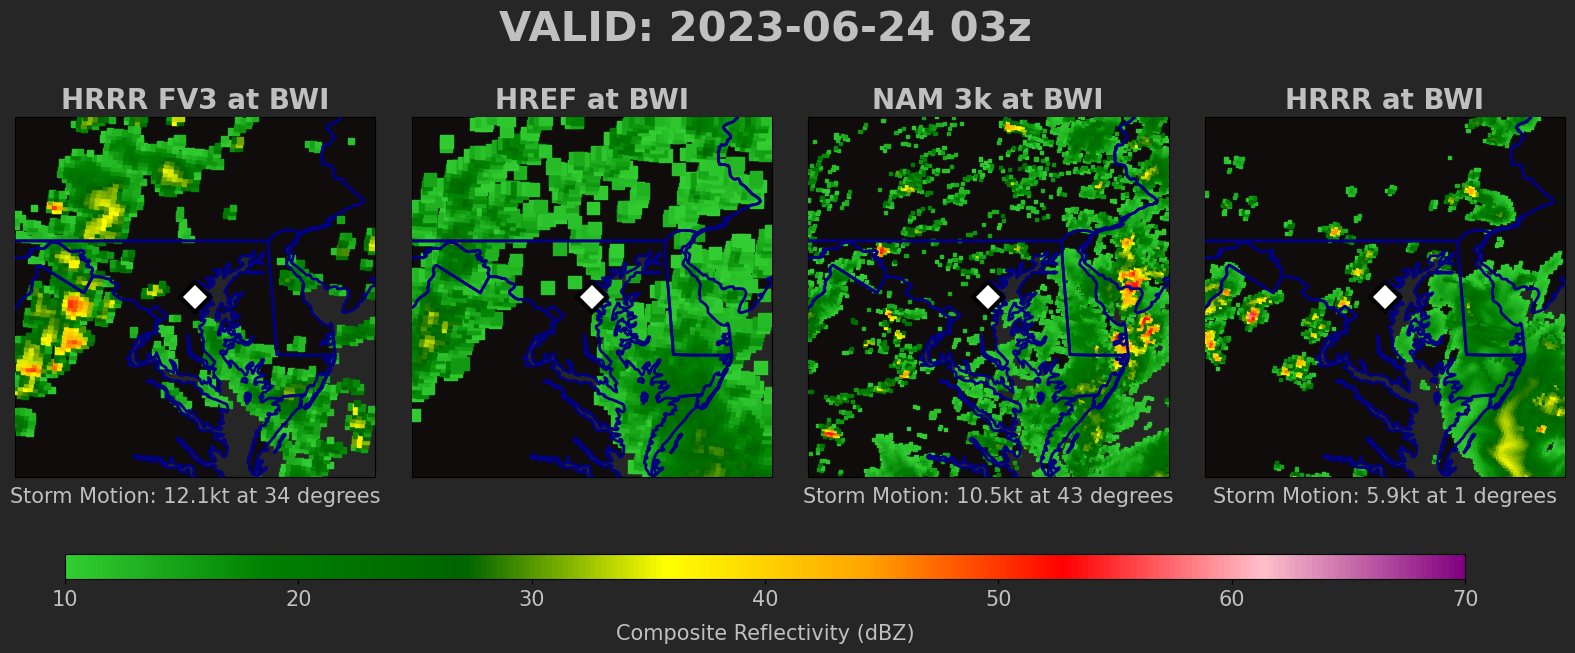 VALID: 2023-06-24 03z
HRRR FV3 at BWI
HREF at BWI
NAM 3k at BWI
HRRR at BWI
Storm Motion: 12.1kt at 34 degrees
Storm Motion: 10.5kt at 43 degrees
Storm Motion: 5.9kt at 1 degrees
10 20 30 40 50 60 70
Composite Reflectivity (dBZ)